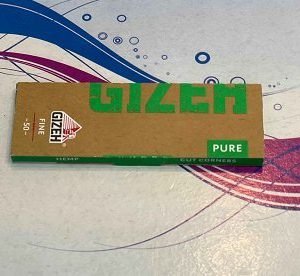 GIZEH
PURE
GIZEH
FINE
-50-
HEMP
CUT CORNERS